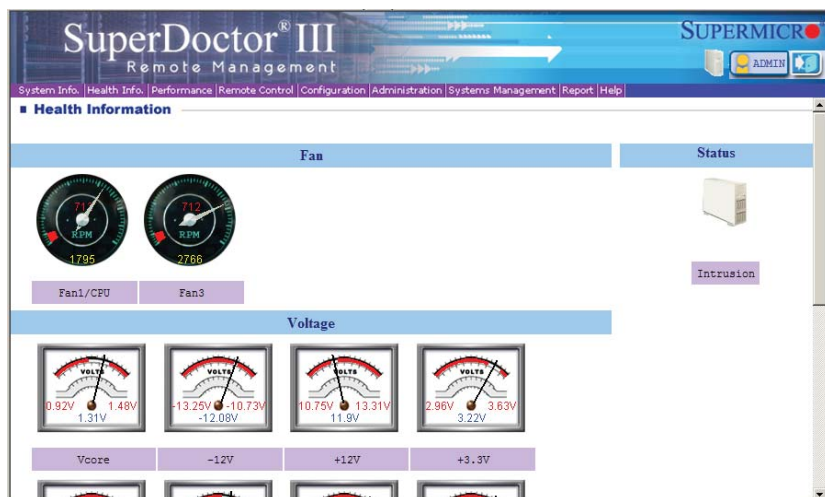 SuperDoctor® III
Remote Management
SUPERMICR
ADMIN
System Info. Health Info. Performance Remote Control Configuration Administration Systems Management Report Help
Health Information
Fan
Status
712
RPM
2766
RPM
1795
Fan1/CPU
Fan3
Intrusion
Voltage
VOLTS
0.92V 1.48V
1.31V
VOLTS
-13.25V -10.73V
-12.08V
VOLTS
10.75V 13.31V
11.9V
VOLTS
2.96V 3.63V
3.22V
Vcore
-12V
+12V
+3.3V